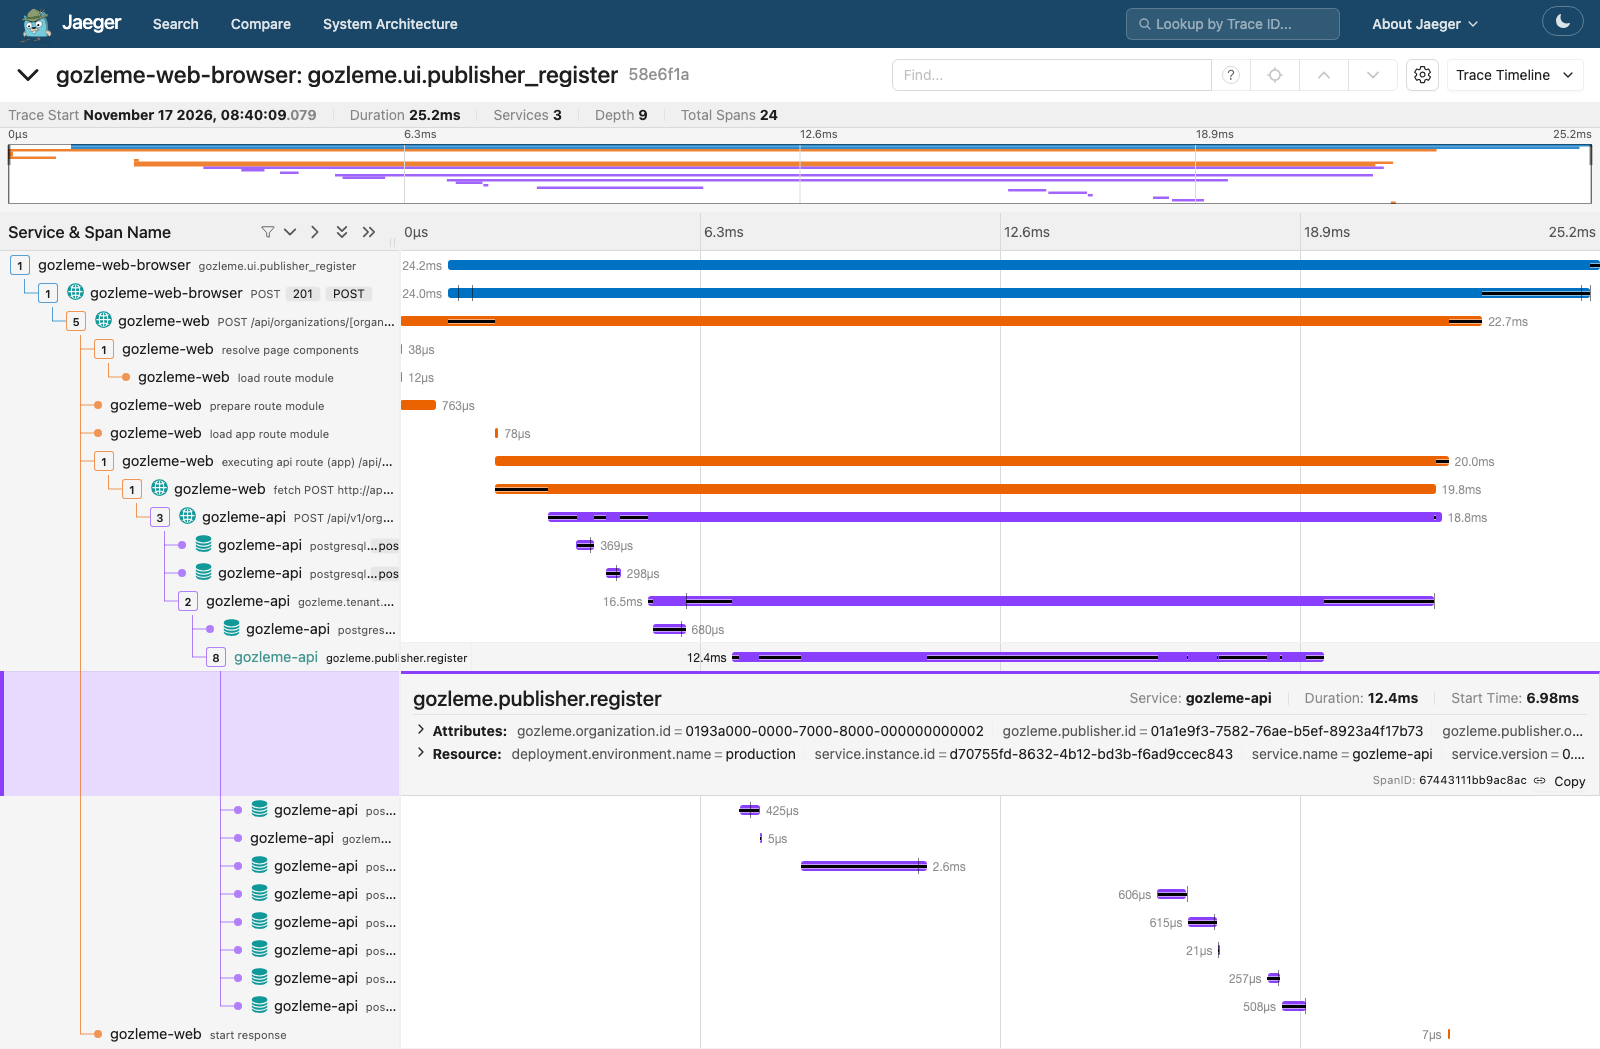 Jaeger Search Compare System Architecture Lookup by Trace ID... About Jaeger
gozleme-web-browser: gozleme.ui.publisher_register 58e6f1a Find... ? Trace Timeline
Trace Start November 17 2026, 08:40:09.079 Duration 25.2ms Services 3 Depth 9 Total Spans 24
0μs 6.3ms 12.6ms 18.9ms 25.2ms
Service & Span Name 0μs 6.3ms 12.6ms 18.9ms 25.2ms
1 gozleme-web-browser gozleme.ui.publisher_register 24.2ms
1 gozleme-web-browser POST 201 POST 24.0ms
5 gozleme-web POST /api/organizations/[organ... 22.7ms
1 gozleme-web resolve page components 38μs
gozleme-web load route module 12μs
gozleme-web prepare route module 763μs
gozleme-web load app route module 78μs
1 gozleme-web executing api route (app) /api/... 20.0ms
1 gozleme-web fetch POST http://ap... 19.8ms
3 gozleme-api POST /api/v1/org... 18.8ms
gozleme-api postgresql...pos 369μs
gozleme-api postgresql...pos 298μs
2 gozleme-api gozleme.tenant.... 16.5ms
gozleme-api postgres... 680μs
8 gozleme-api gozleme.publisher.register 12.4ms
gozleme.publisher.register Service: gozleme-api Duration: 12.4ms Start Time: 6.98ms
Attributes: gozleme.organization.id = 0193a000-0000-7000-8000-000000000002 gozleme.publisher.id = 01a1e9f3-7582-76ae-b5ef-8923a4f17b73 gozleme.publisher.o...
Resource: deployment.environment.name = production service.instance.id = d70755fd-8632-4b12-bd3b-f6ad9ccec843 service.name = gozleme-api service.version = 0....
SpanID: 67443111bb9ac8ac Copy
gozleme-api pos... 425μs
gozleme-api gozlem... 5μs
gozleme-api pos... 2.6ms
gozleme-api pos... 606μs
gozleme-api pos... 615μs
gozleme-api pos... 21μs
gozleme-api pos... 257μs
gozleme-api pos... 508μs
gozleme-web start response 7μs